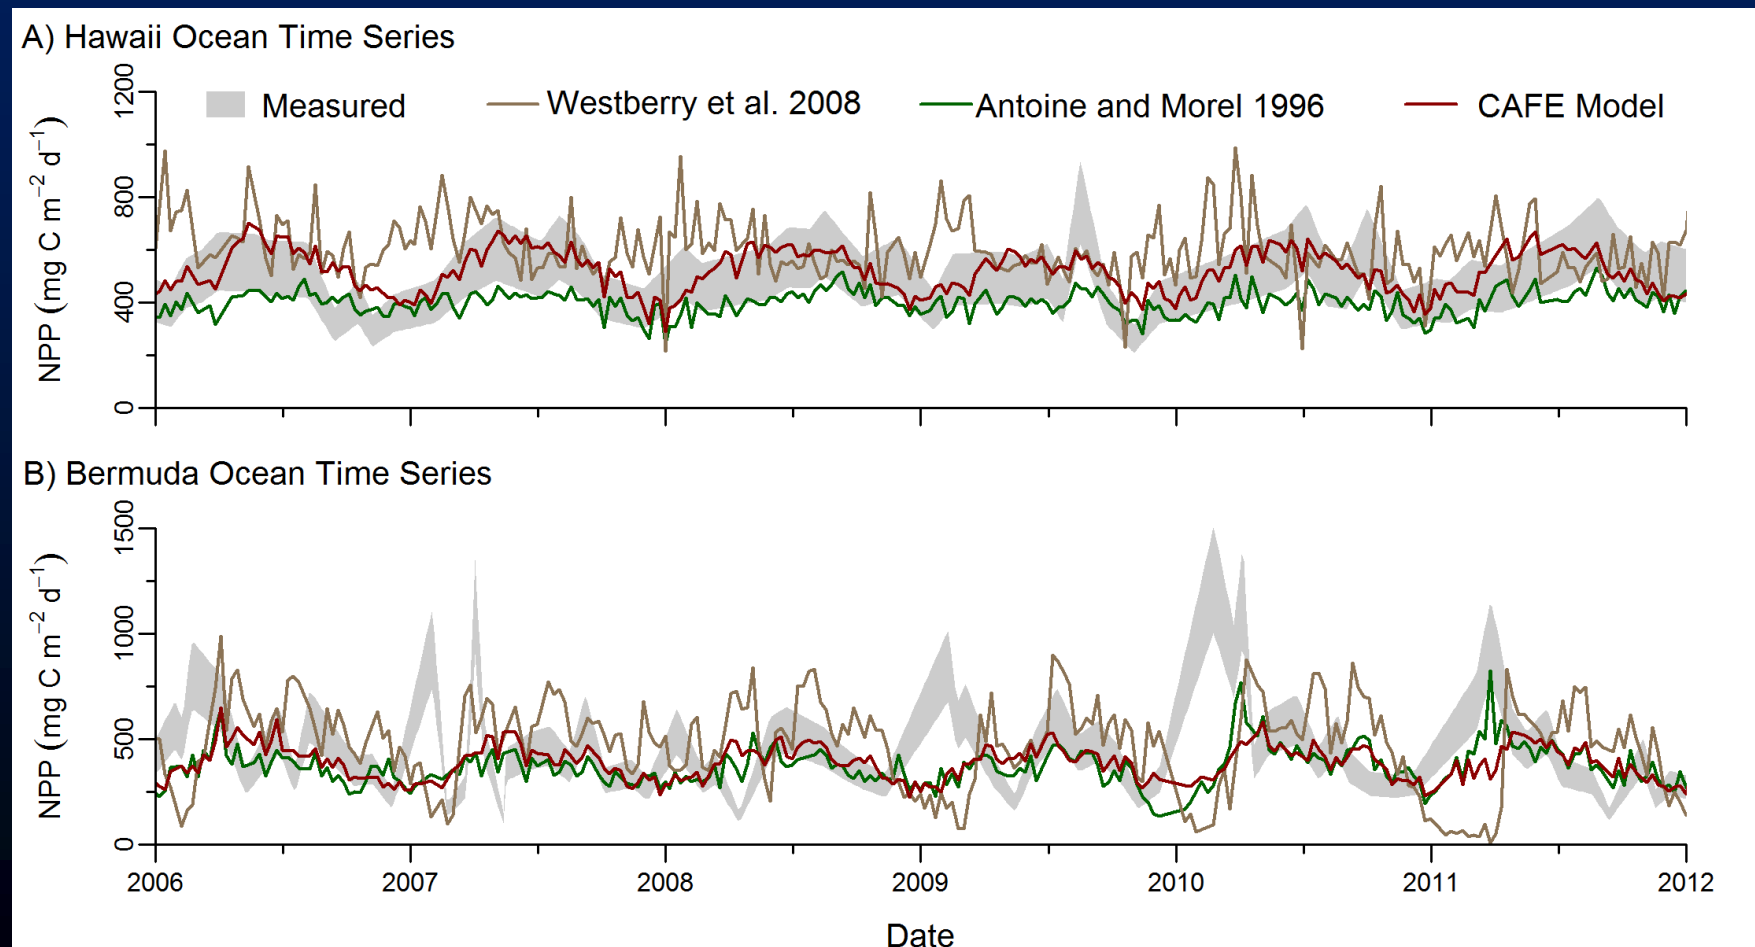 A) Hawaii Ocean Time Series
1200
800
400
0
NPP (mg C m⁻² d⁻¹)
Measured
Westberry et al. 2008
Antoine and Morel 1996
CAFE Model
B) Bermuda Ocean Time Series
1500
1000
500
0
NPP (mg C m⁻² d⁻¹)
2006 2007 2008 2009 2010 2011 2012
Date